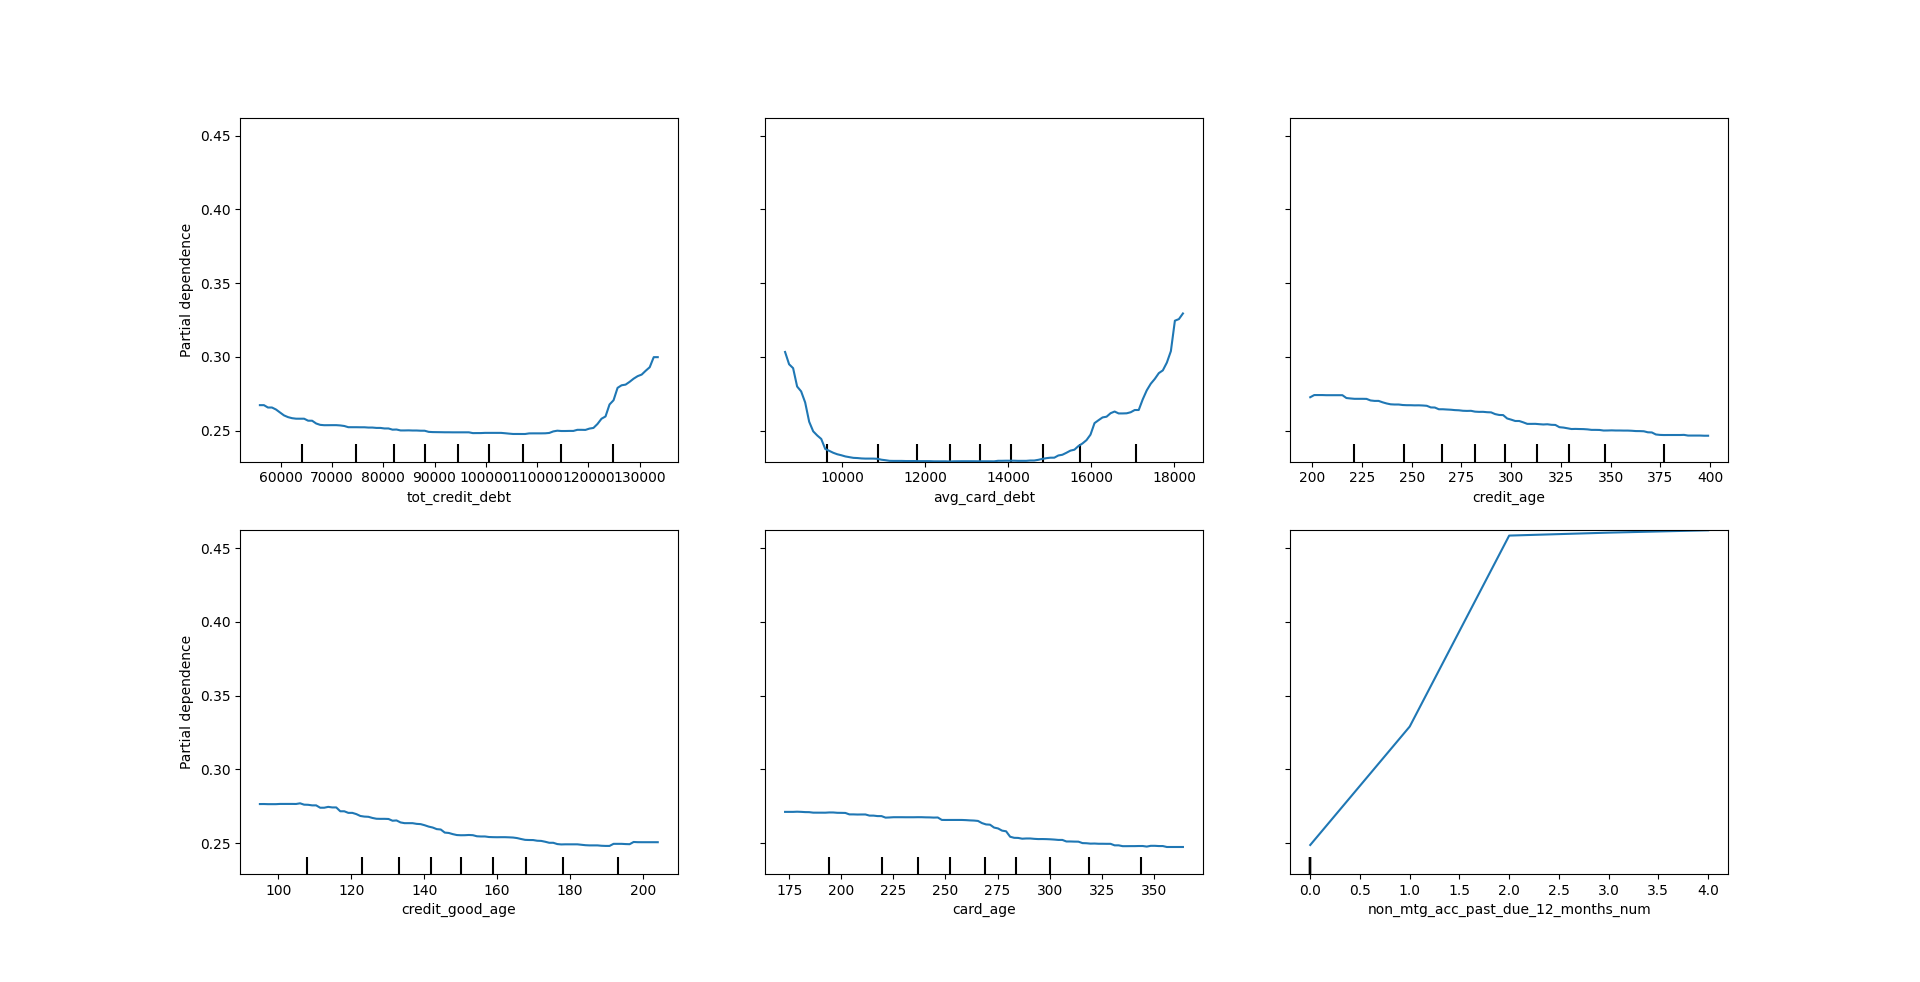 0.45
0.40
0.35
0.30
0.25
Partial dependence
60000 70000 80000 90000 100000 110000 120000 130000
tot_credit_debt
10000 12000 14000 16000 18000
avg_card_debt
200 225 250 275 300 325 350 375 400
credit_age
0.45
0.40
0.35
0.30
0.25
Partial dependence
100 120 140 160 180 200
credit_good_age
175 200 225 250 275 300 325 350
card_age
0.0 0.5 1.0 1.5 2.0 2.5 3.0 3.5 4.0
non_mtg_acc_past_due_12_months_num